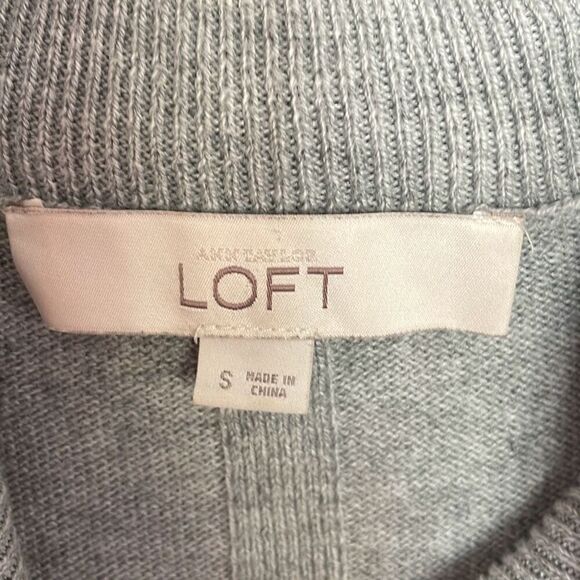 ANN TAYLOR
LOFT
S MADE IN
CHINA